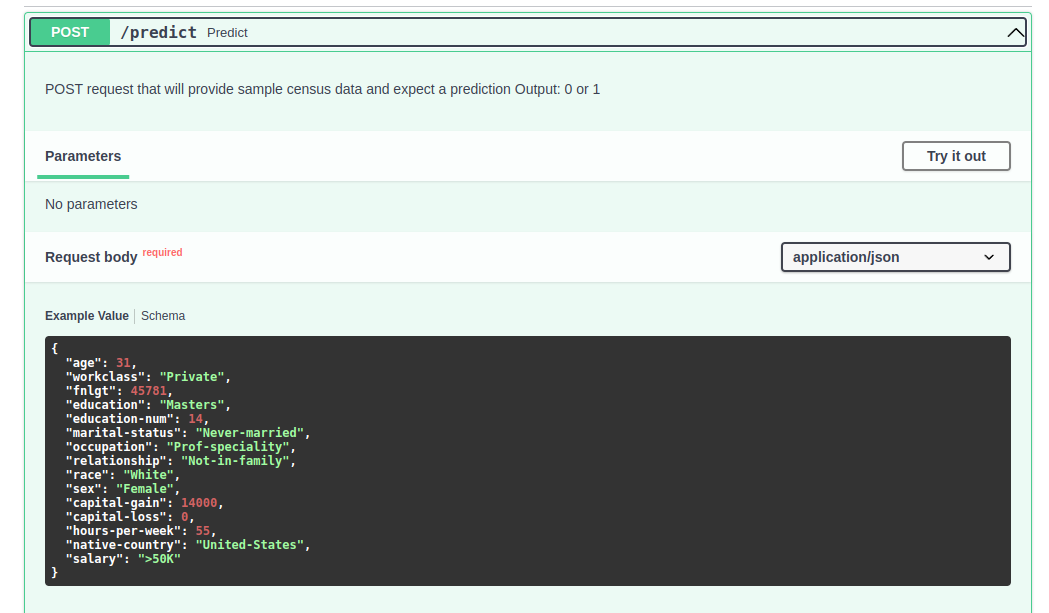 POST /predict Predict
POST request that will provide sample census data and expect a prediction Output: 0 or 1
Parameters Try it out
No parameters
Request body required application/json
Example Value Schema
{
"age": 31,
"workclass": "Private",
"fnlgt": 45781,
"education": "Masters",
"education-num": 14,
"marital-status": "Never-married",
"occupation": "Prof-speciality",
"relationship": "Not-in-family",
"race": "White",
"sex": "Female",
"capital-gain": 14000,
"capital-loss": 0,
"hours-per-week": 55,
"native-country": "United-States",
"salary": ">50K"
}